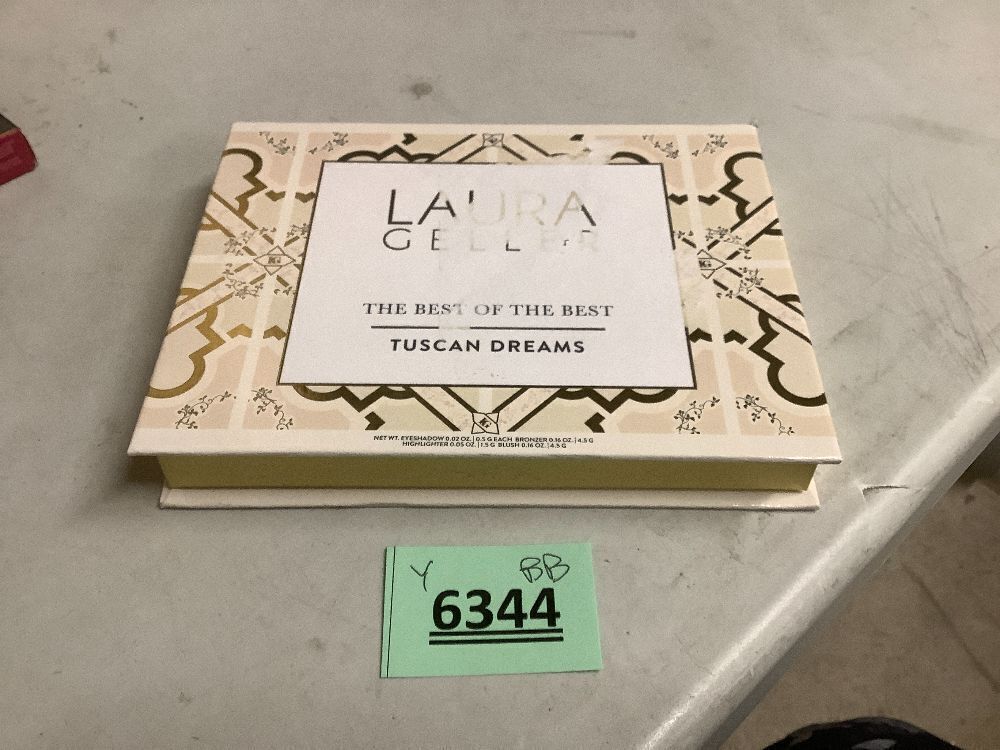 LAURA
GELLER
THE BEST OF THE BEST
TUSCAN DREAMS
NET WT. EYESHADOW 0.02 OZ. | 0.5 G EACH BRONZER 0.16 OZ. | 4.5 G
HIGHLIGHTER 0.05 OZ. | 1.5 G BLUSH 0.16 OZ. | 4.5 G
Y BB
6344